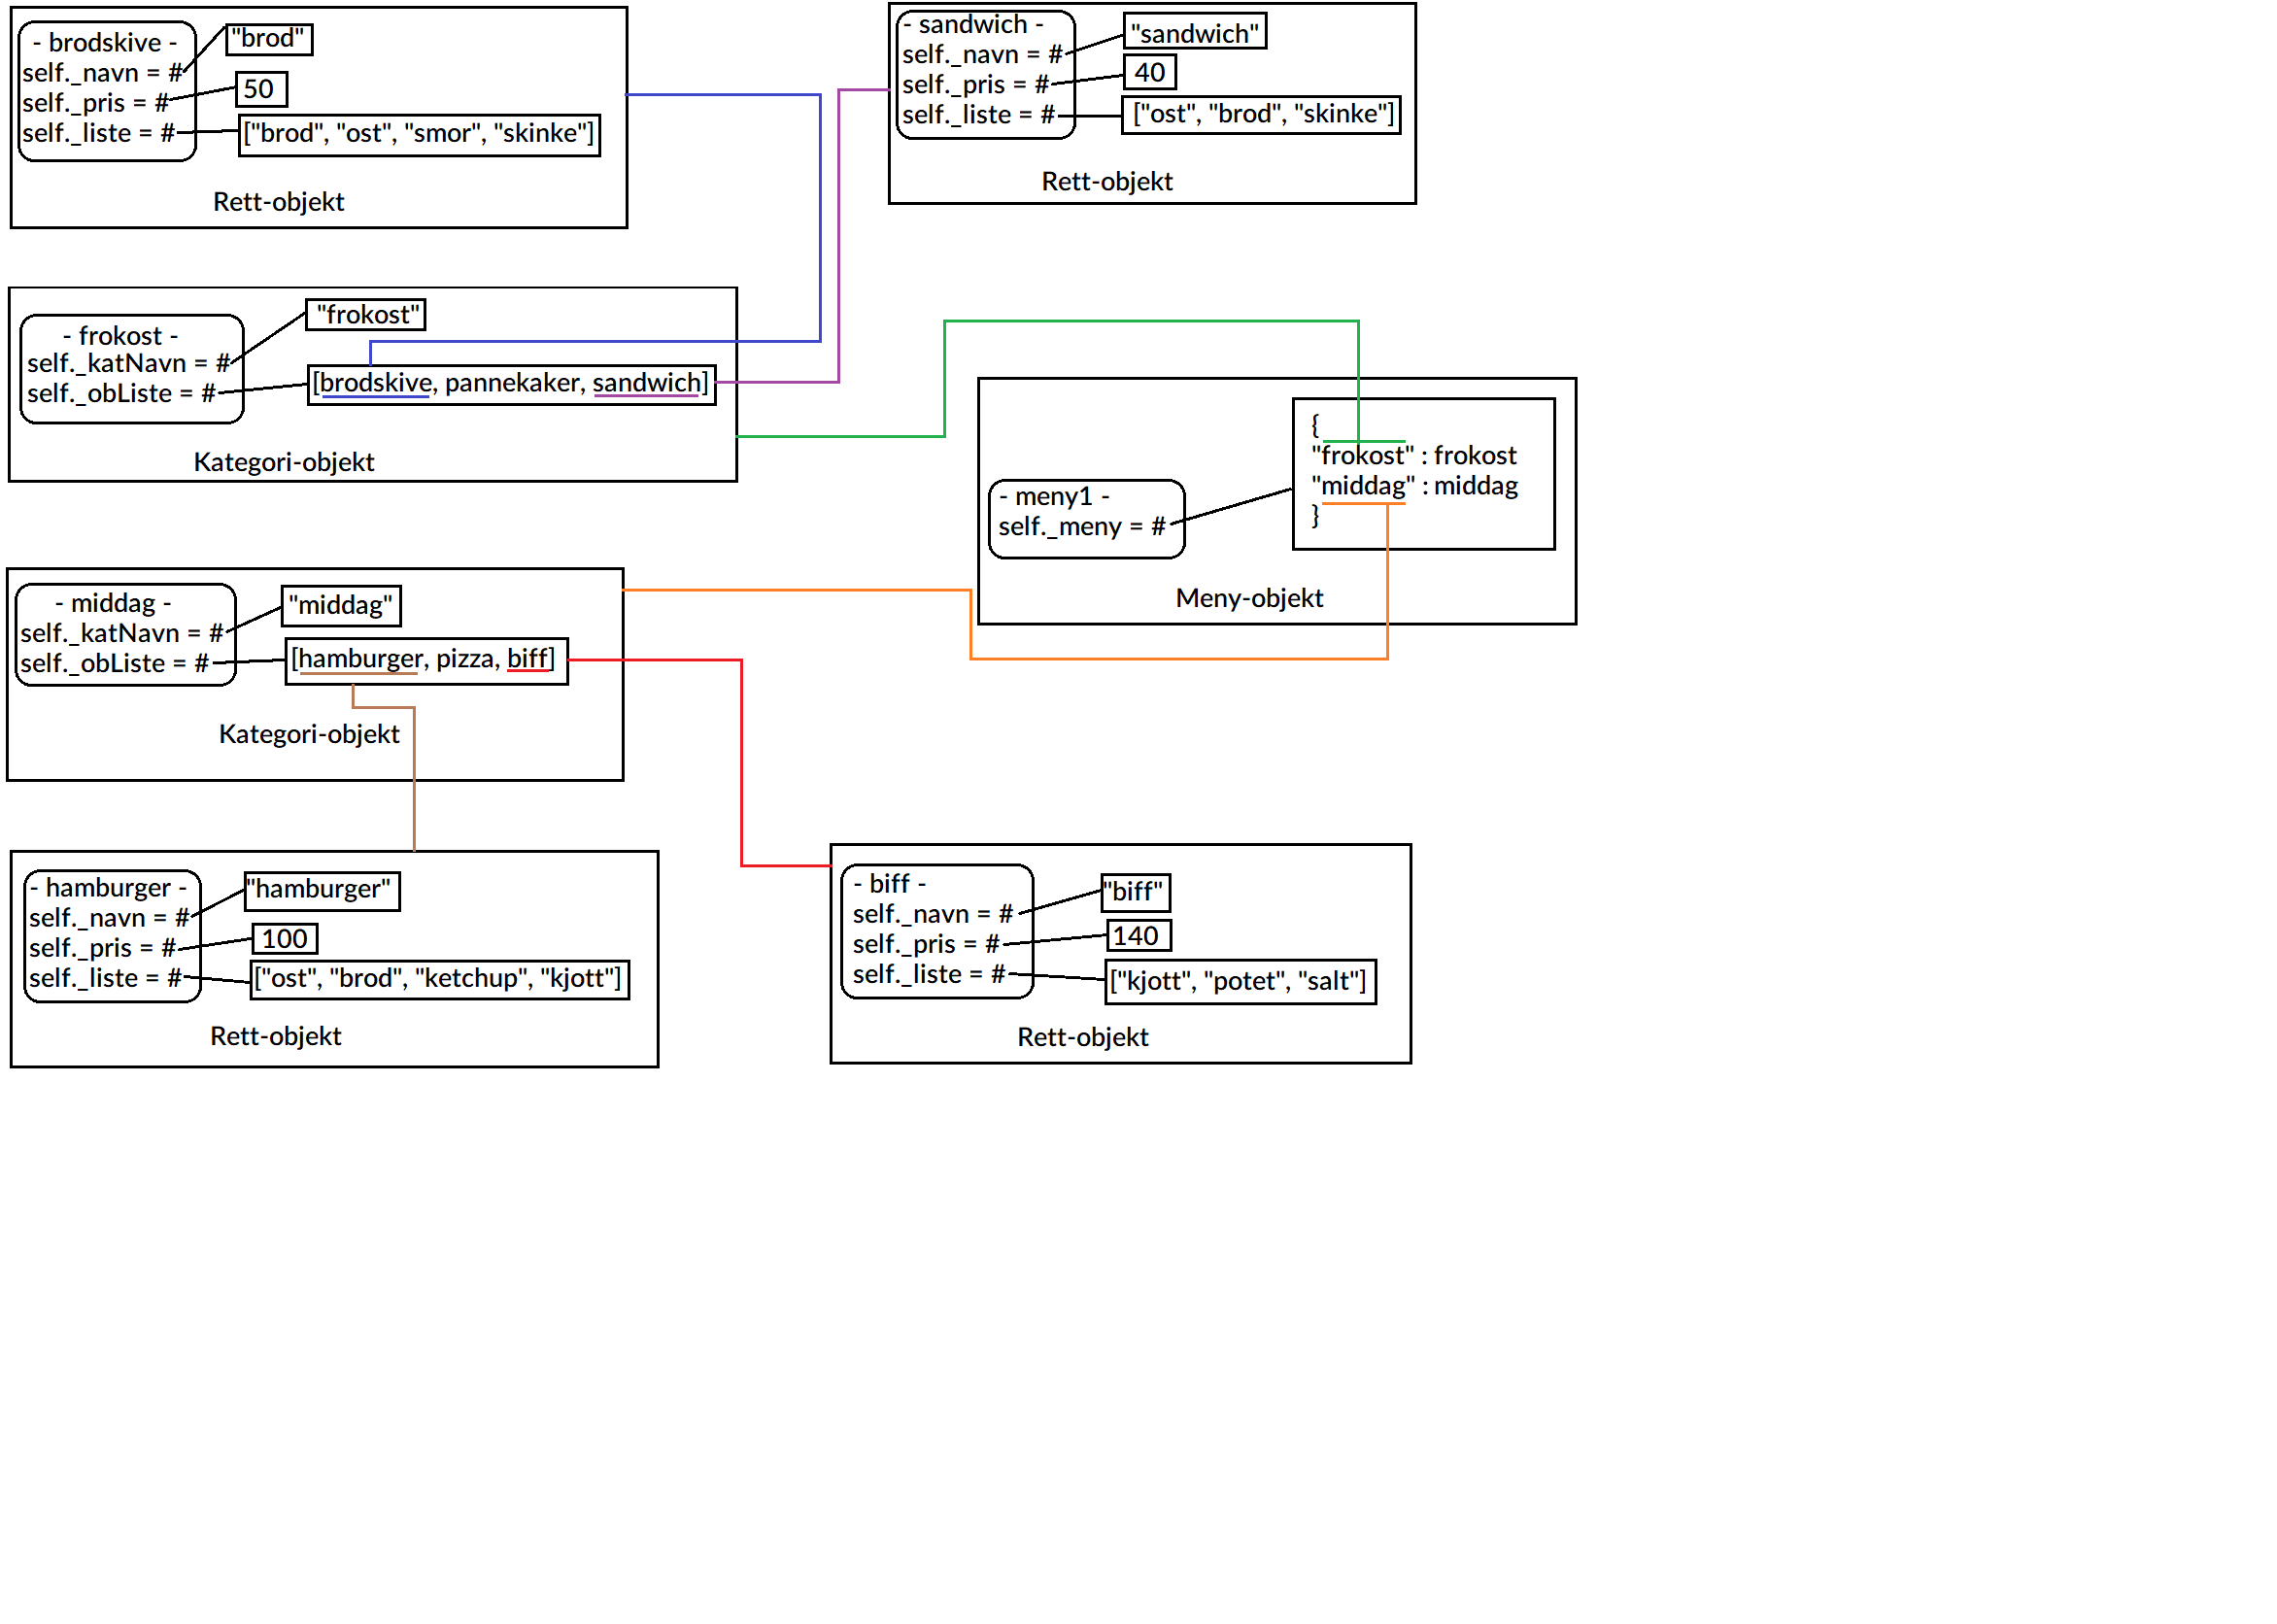 - brodskive -
self._navn = #
self._pris = #
self._liste = #
"brod"
50
["brod", "ost", "smor", "skinke"]
Rett-objekt
- sandwich -
self._navn = #
self._pris = #
self._liste = #
"sandwich"
40
["ost", "brod", "skinke"]
Rett-objekt
- frokost -
self._katNavn = #
self._obListe = #
"frokost"
[brodskive, pannekaker, sandwich]
Kategori-objekt
- meny1 -
self._meny = #
{
"frokost" : frokost
"middag" : middag
}
Meny-objekt
- middag -
self._katNavn = #
self._obListe = #
"middag"
[hamburger, pizza, biff]
Kategori-objekt
- hamburger -
self._navn = #
self._pris = #
self._liste = #
"hamburger"
100
["ost", "brod", "ketchup", "kjott"]
Rett-objekt
- biff -
self._navn = #
self._pris = #
self._liste = #
"biff"
140
["kjott", "potet", "salt"]
Rett-objekt